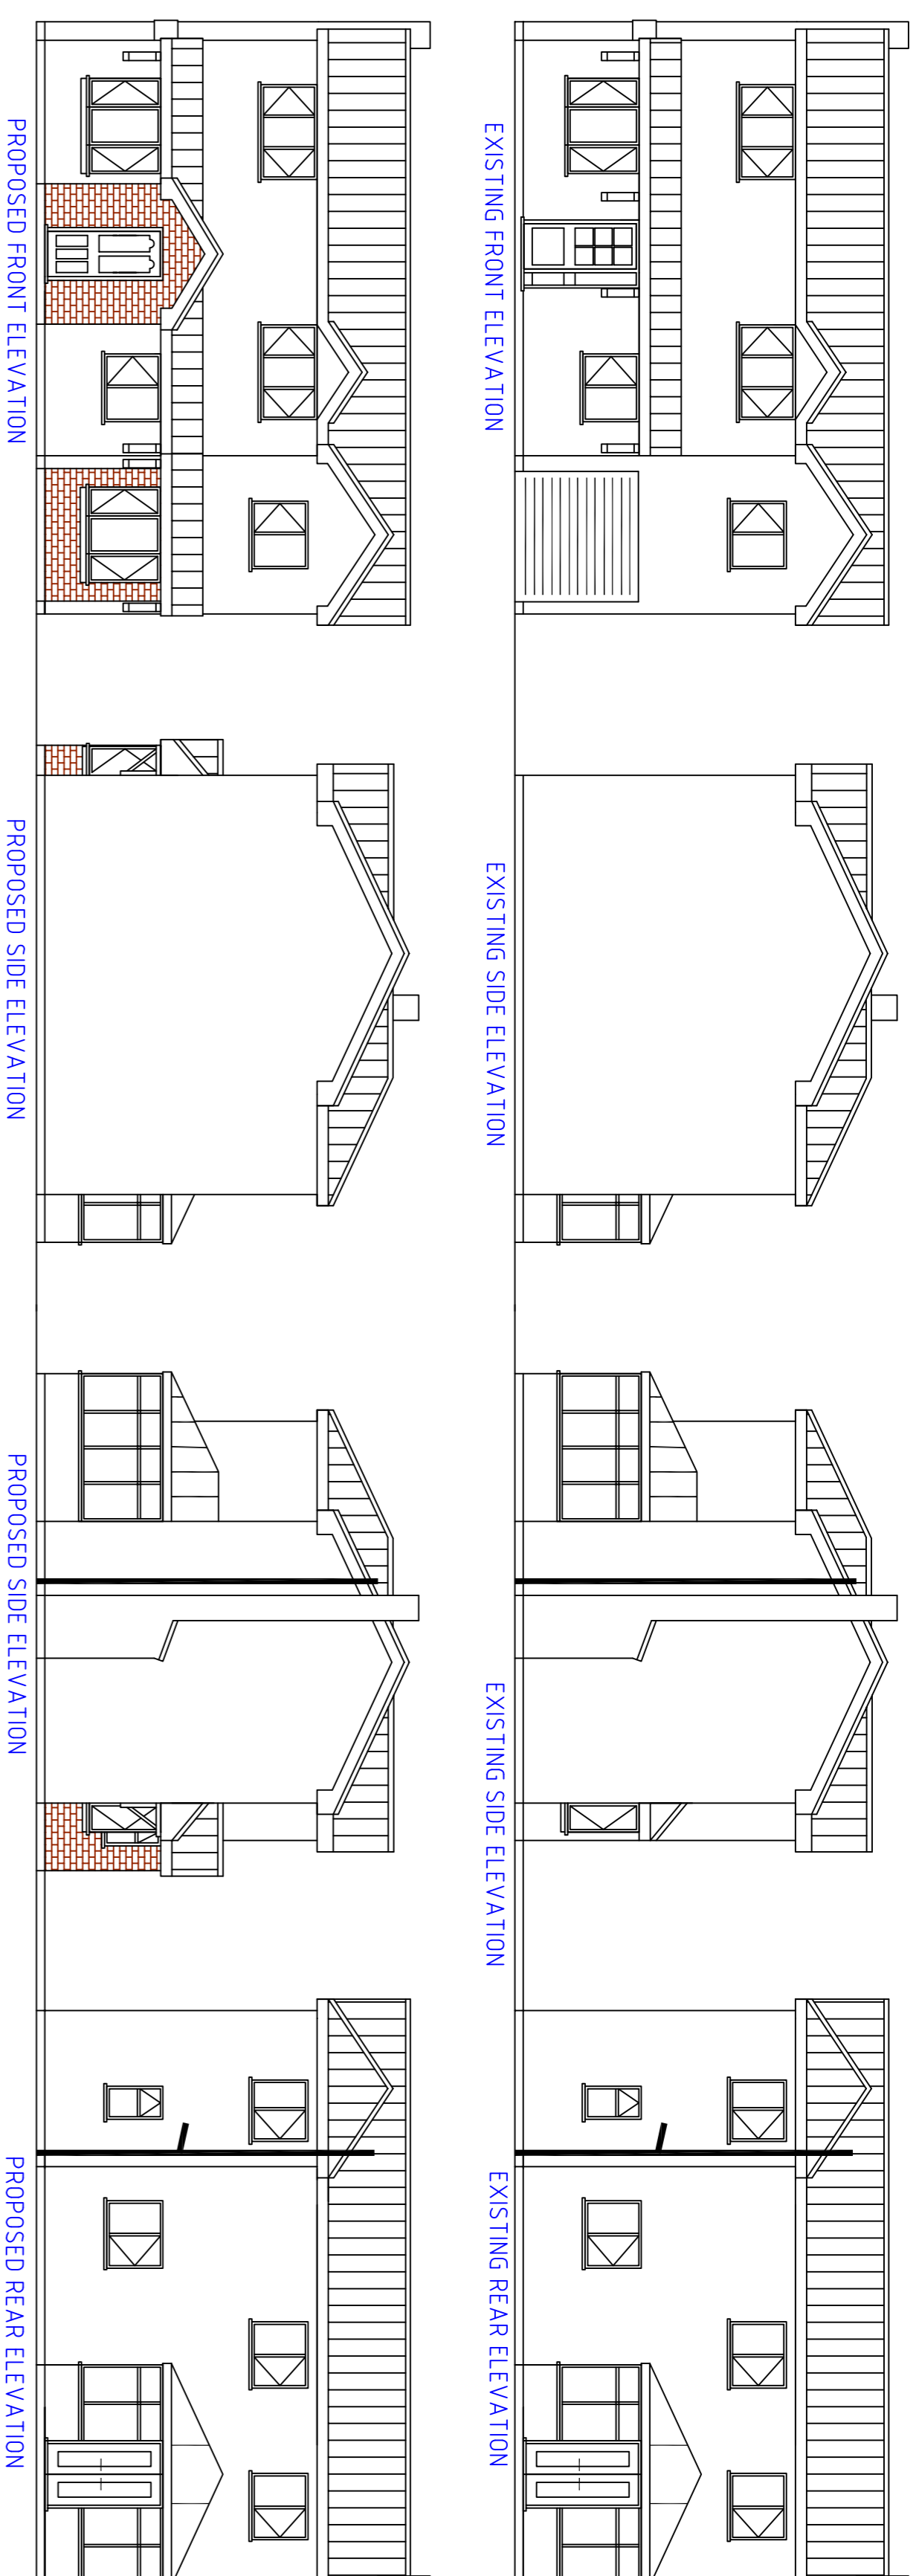 EXISTING FRONT ELEVATION
EXISTING SIDE ELEVATION
EXISTING SIDE ELEVATION
EXISTING REAR ELEVATION
PROPOSED FRONT ELEVATION
PROPOSED SIDE ELEVATION
PROPOSED SIDE ELEVATION
PROPOSED REAR ELEVATION